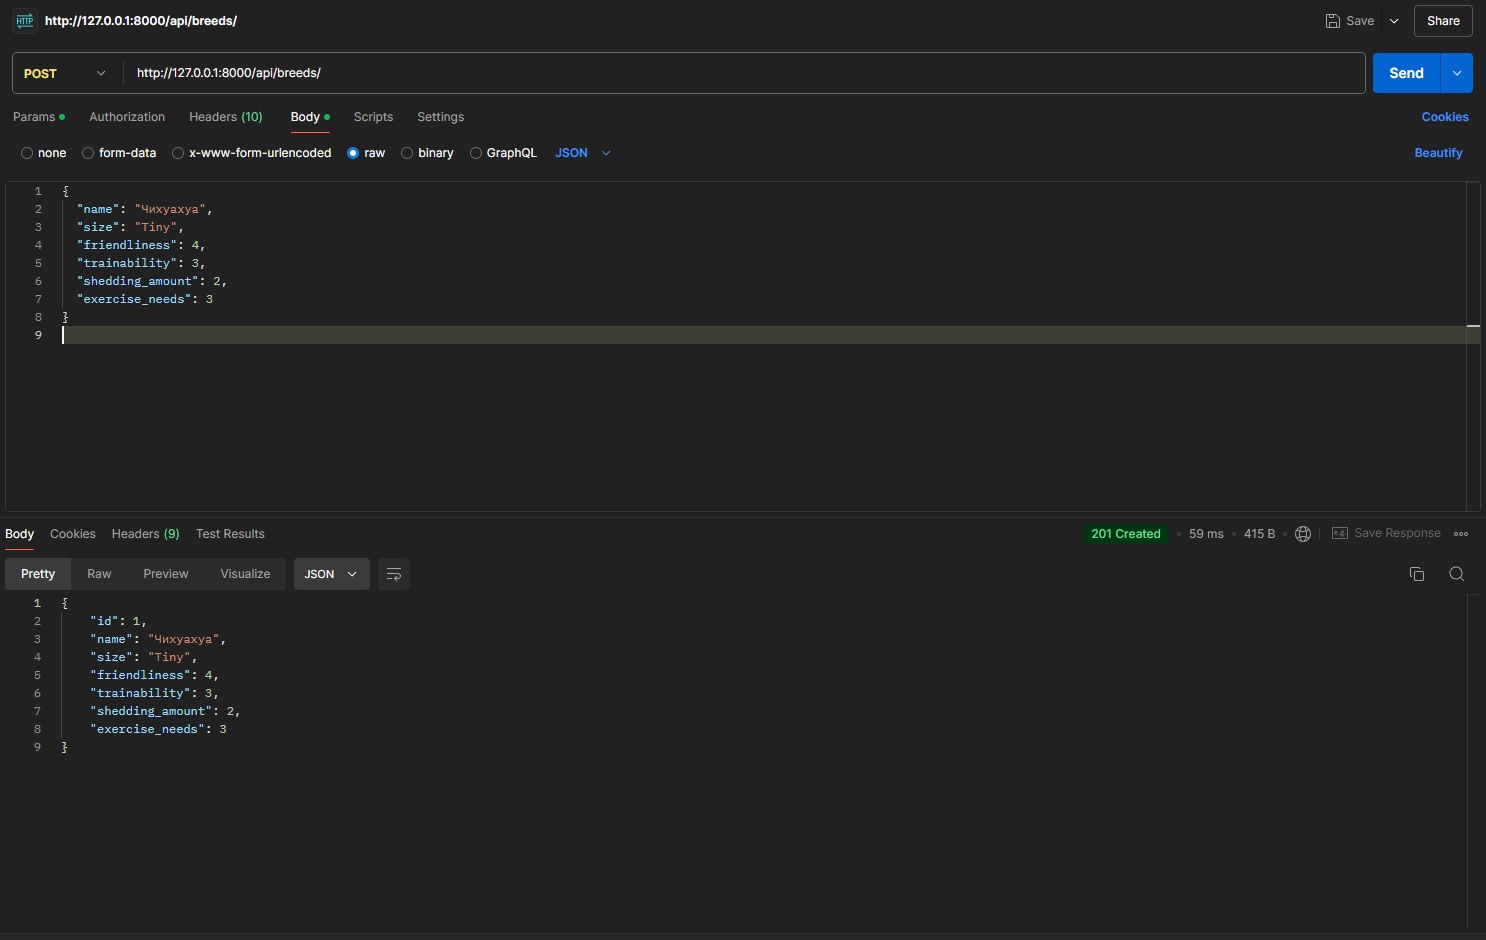 HTTP http://127.0.0.1:8000/api/breeds/ Save Share
POST http://127.0.0.1:8000/api/breeds/ Send
Params Authorization Headers (10) Body Scripts Settings Cookies
none form-data x-www-form-urlencoded raw binary GraphQL JSON Beautify
1 {
2 "name": "Чихуахуа",
3 "size": "Tiny",
4 "friendliness": 4,
5 "trainability": 3,
6 "shedding_amount": 2,
7 "exercise_needs": 3
8 }
9
Body Cookies Headers (9) Test Results 201 Created 59 ms 415 B e.g. Save Response
Pretty Raw Preview Visualize JSON
1 {
2 "id": 1,
3 "name": "Чихуахуа",
4 "size": "Tiny",
5 "friendliness": 4,
6 "trainability": 3,
7 "shedding_amount": 2,
8 "exercise_needs": 3
9 }